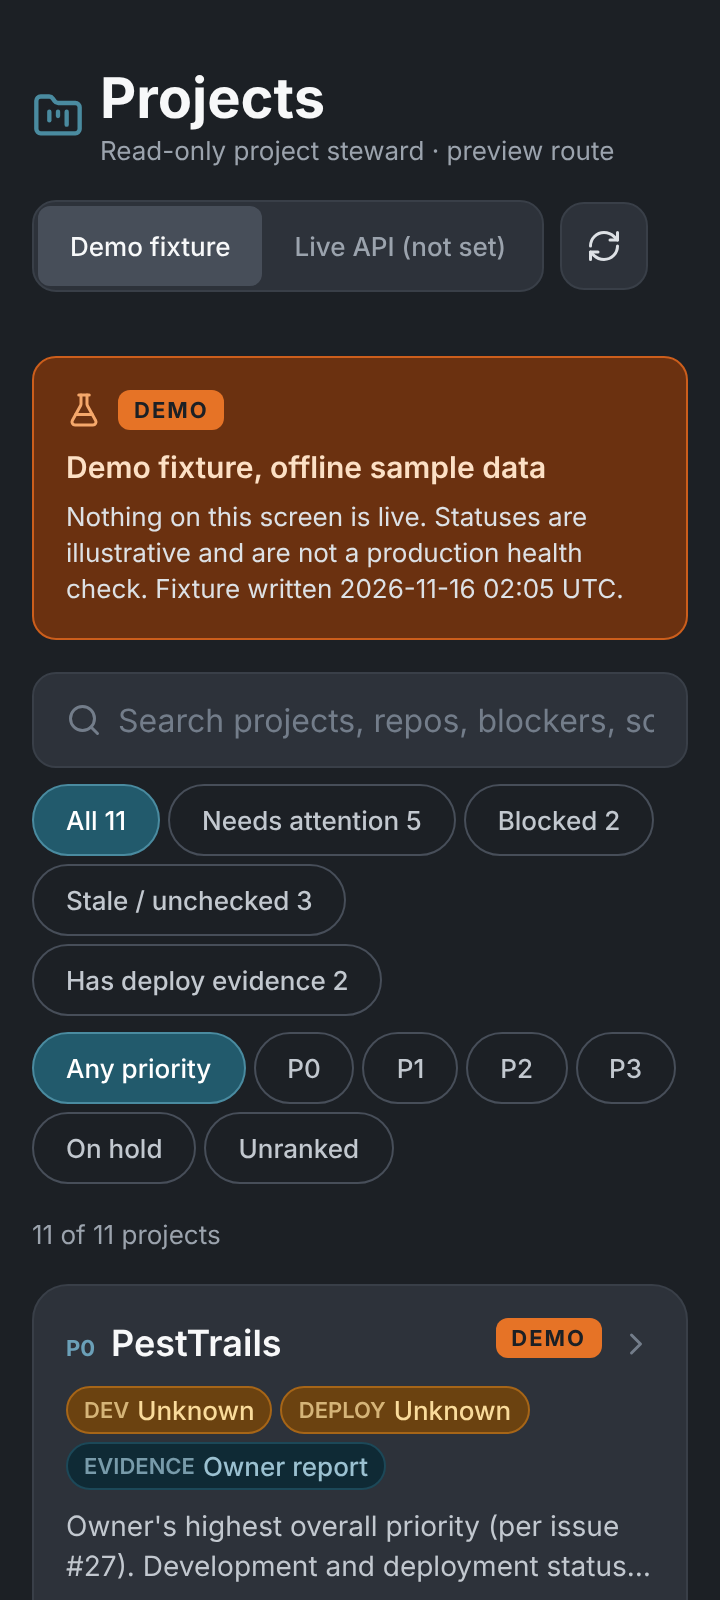 Projects
Read-only project steward · preview route
Demo fixture
Live API (not set)
DEMO
Demo fixture, offline sample data
Nothing on this screen is live. Statuses are
illustrative and are not a production health
check. Fixture written 2026-11-16 02:05 UTC.
Search projects, repos, blockers, sc
All 11
Needs attention 5
Blocked 2
Stale / unchecked 3
Has deploy evidence 2
Any priority
P0
P1
P2
P3
On hold
Unranked
11 of 11 projects
P0 PestTrails
DEMO
DEV Unknown
DEPLOY Unknown
EVIDENCE Owner report
Owner's highest overall priority (per issue
#27). Development and deployment status...